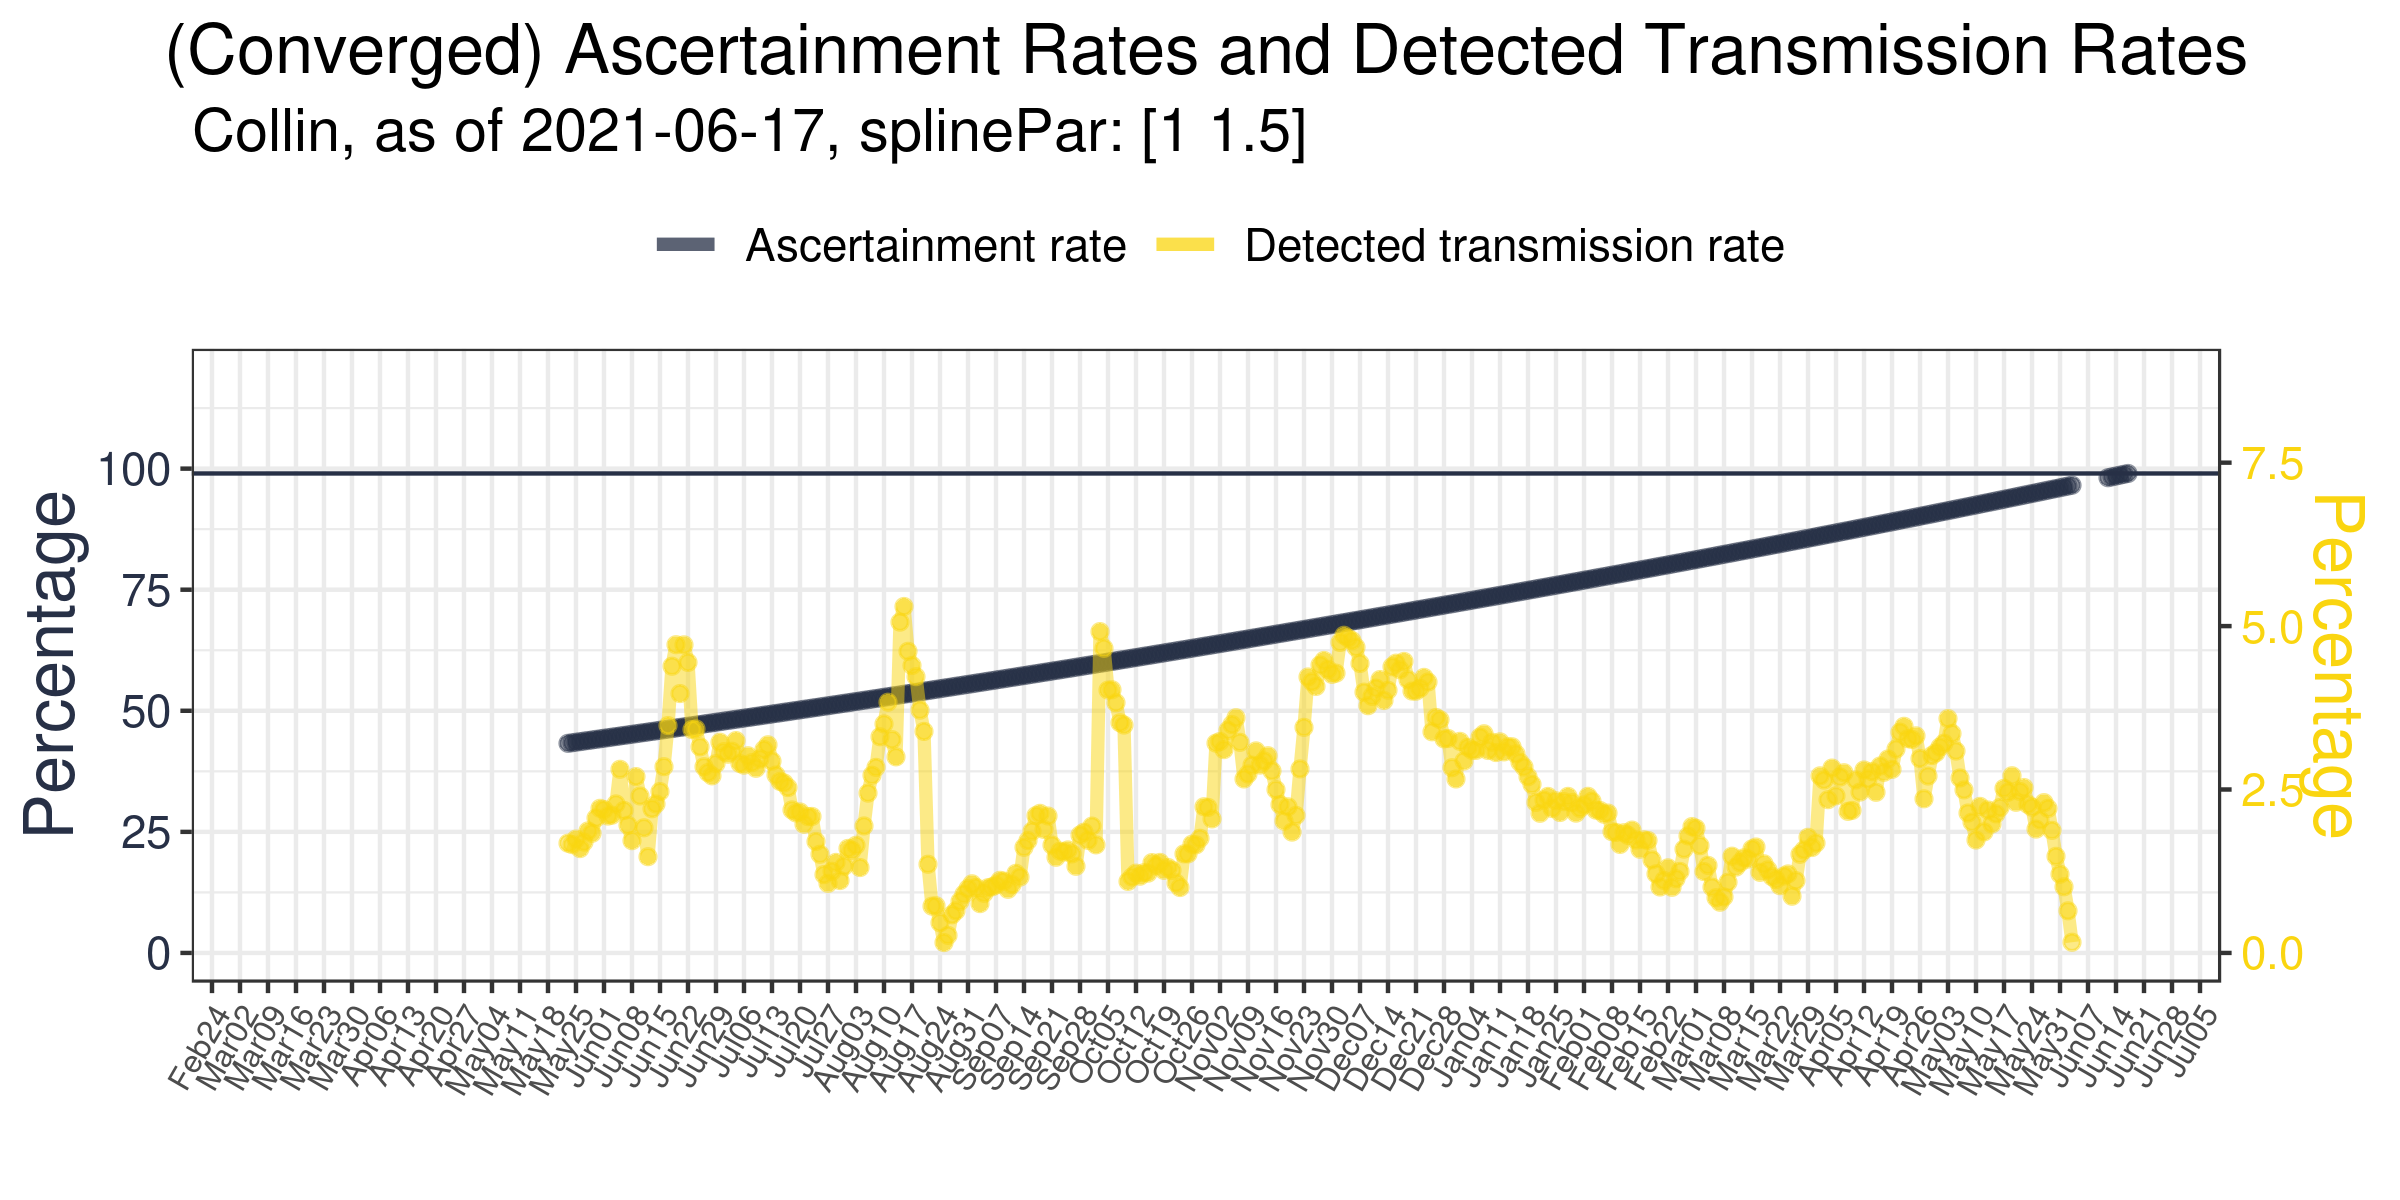 (Converged) Ascertainment Rates and Detected Transmission Rates
Collin, as of 2021-06-17, splinePar: [1 1.5]
Ascertainment rate
Detected transmission rate
100
75
50
25
0
Percentage
7.5
5.0
2.5
0.0
Percentage
Feb24
Mar02
Mar09
Mar16
Mar23
Mar30
Apr06
Apr13
Apr20
Apr27
May04
May11
May18
May25
Jun01
Jun08
Jun15
Jun22
Jun29
Jul06
Jul13
Jul20
Jul27
Aug03
Aug10
Aug17
Aug24
Aug31
Sep07
Sep14
Sep21
Sep28
Oct05
Oct12
Oct19
Oct26
Nov02
Nov09
Nov16
Nov23
Nov30
Dec07
Dec14
Dec21
Dec28
Jan04
Jan11
Jan18
Jan25
Feb01
Feb08
Feb15
Feb22
Mar01
Mar08
Mar15
Mar22
Mar29
Apr05
Apr12
Apr19
Apr26
May03
May10
May17
May24
May31
Jun07
Jun14
Jun21
Jun28
Jul05